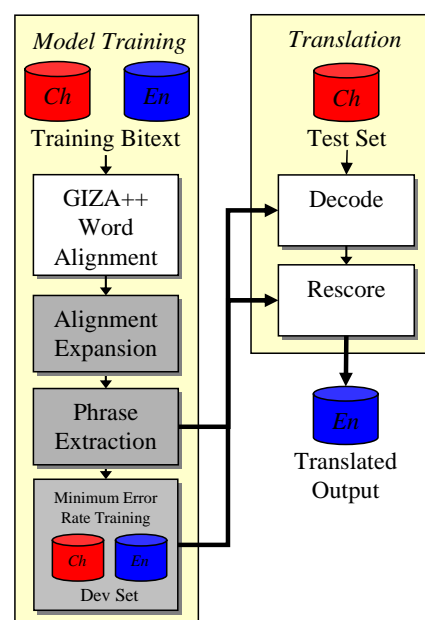 Model Training
Ch En
Training Bitext
GIZA++
Word
Alignment
Alignment
Expansion
Phrase
Extraction
Minimum Error
Rate Training
Ch En
Dev Set
Translation
Ch
Test Set
Decode
Rescore
En
Translated
Output